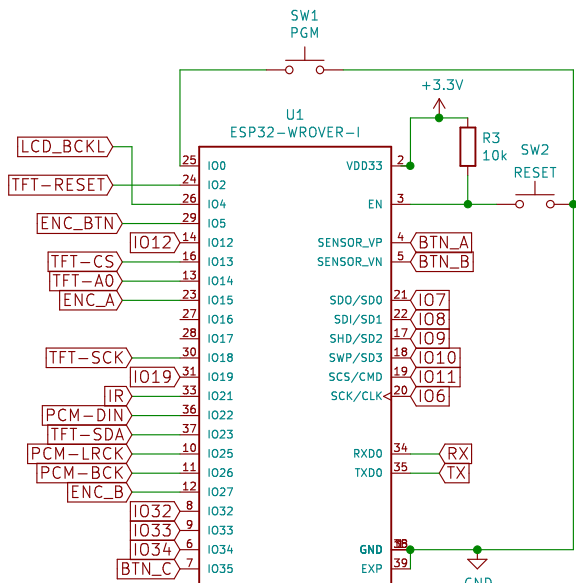 SW1
PGM
+3.3V
U1
ESP32-WROVER-I
R3
10k
SW2
RESET
LCD_BCKL
25 IO0
VDD33 2
TFT-RESET 24 IO2
26 IO4
EN 3
ENC_BTN 29 IO5
IO12 14 IO12
SENSOR_VP 4 BTN_A
TFT-CS 16 IO13
SENSOR_VN 5 BTN_B
TFT-A0 13 IO14
ENC_A 23 IO15
SDO/SD0 21 IO7
27 IO16
SDI/SD1 22 IO8
28 IO17
SHD/SD2 17 IO9
TFT-SCK 30 IO18
SWP/SD3 18 IO10
IO19 31 IO19
SCS/CMD 19 IO11
IR 33 IO21
SCK/CLK 20 IO6
PCM-DIN 36 IO22
TFT-SDA 37 IO23
PCM-LRCK 10 IO25
RXD0 34 RX
PCM-BCK 11 IO26
TXD0 35 TX
ENC_B 12 IO27
IO32 8 IO32
IO33 9 IO33
IO34 6 IO34
GND
BTN_C 7 IO35
EXP 39
GND